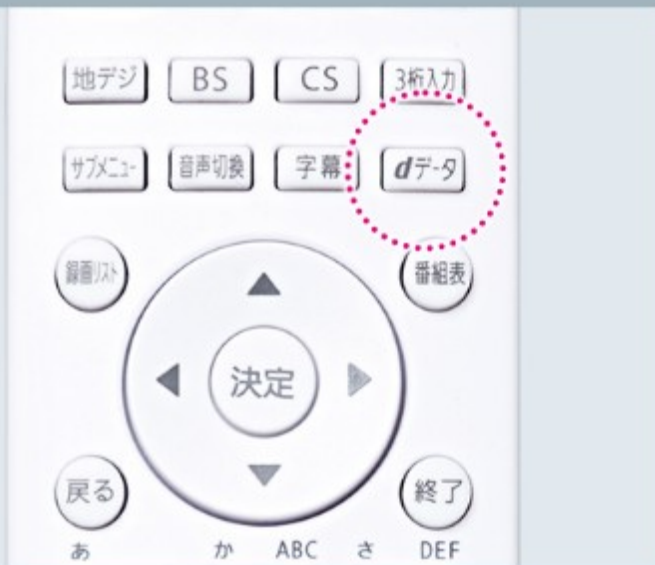 地デジ BS CS 3桁入力
サブメニュー 音声切換 字幕 dデータ
録画リスト 番組表
決定
戻る 終了
あ か ABC さ DEF